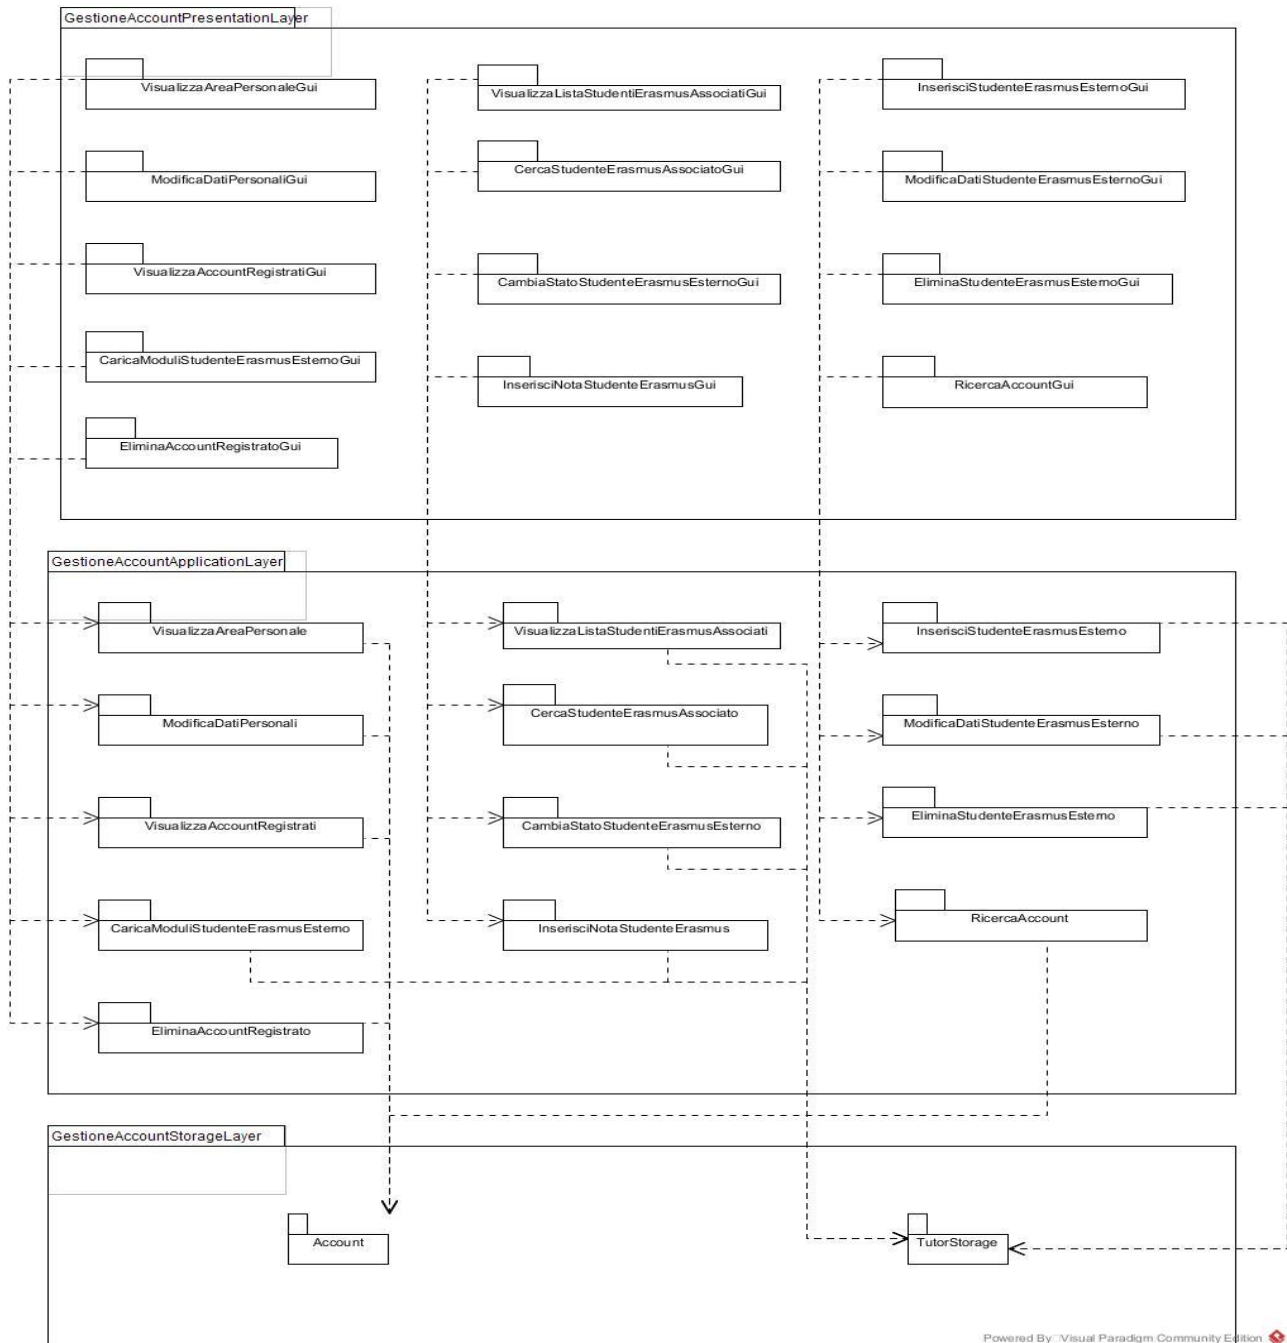 GestioneAccountPresentationLayer
VisualizzaAreaPersonaleGui
VisualizzaListaStudentiErasmusAssociatiGui
InserisciStudenteErasmusEsternoGui
ModificaDatiPersonaliGui
CercaStudenteErasmusAssociatoGui
ModificaDatiStudenteErasmusEsternoGui
VisualizzaAccountRegistratiGui
CambiaStatoStudenteErasmusEsternoGui
EliminaStudenteErasmusEsternoGui
CaricaModuliStudenteErasmusEsternoGui
InserisciNotaStudenteErasmusGui
RicercaAccountGui
EliminaAccountRegistratoGui
GestioneAccountApplicationLayer
VisualizzaAreaPersonale
VisualizzaListaStudentiErasmusAssociati
InserisciStudenteErasmusEsterno
ModificaDatiPersonali
CercaStudenteErasmusAssociato
ModificaDatiStudenteErasmusEsterno
VisualizzaAccountRegistrati
CambiaStatoStudenteErasmusEsterno
EliminaStudenteErasmusEsterno
CaricaModuliStudenteErasmusEsterno
InserisciNotaStudenteErasmus
RicercaAccount
EliminaAccountRegistrato
GestioneAccountStorageLayer
Account
TutorStorage
Powered By Visual Paradigm Community Edition